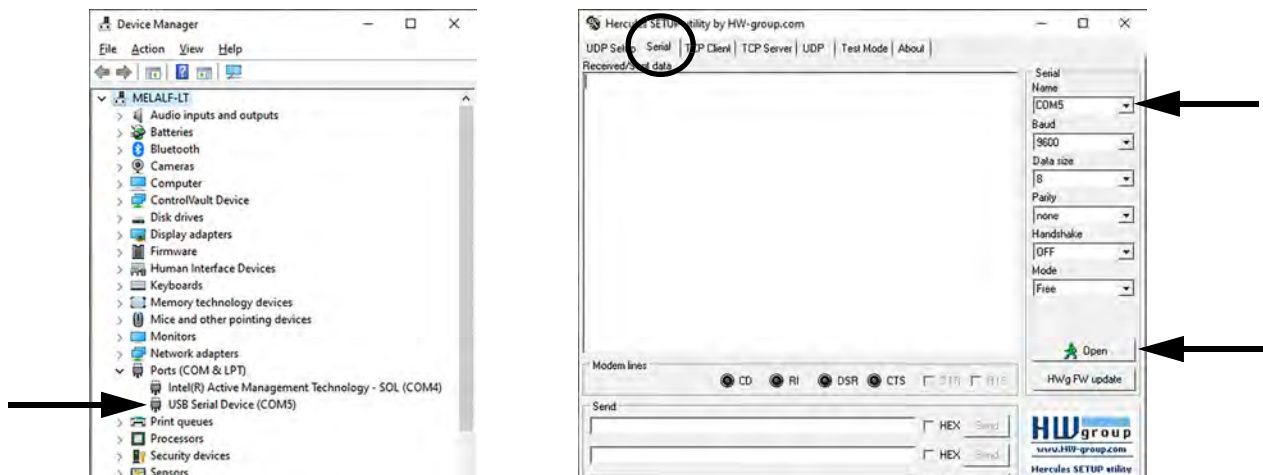 Device Manager
File Action View Help
MELALF-LT
Audio inputs and outputs
Batteries
Bluetooth
Cameras
Computer
ControlVault Device
Disk drives
Display adapters
Firmware
Human Interface Devices
Keyboards
Memory technology devices
Mice and other pointing devices
Monitors
Network adapters
Ports (COM & LPT)
Intel(R) Active Management Technology - SOL (COM4)
USB Serial Device (COM5)
Print queues
Processors
Security devices
Sensors
Hercules SETUP utility by HW-group.com
UDP Setup Serial TCP Client TCP Server UDP Test Mode About
Received/Sent data
Serial
Name
COM5
Baud
9600
Data size
8
Parity
none
Handshake
OFF
Mode
Free
Open
HWg FW update
Modem lines
CD RI DSR CTS DTR RTS
Send
HEX Send
HEX Send
HW group
www.HW-group.com
Hercules SETUP utility